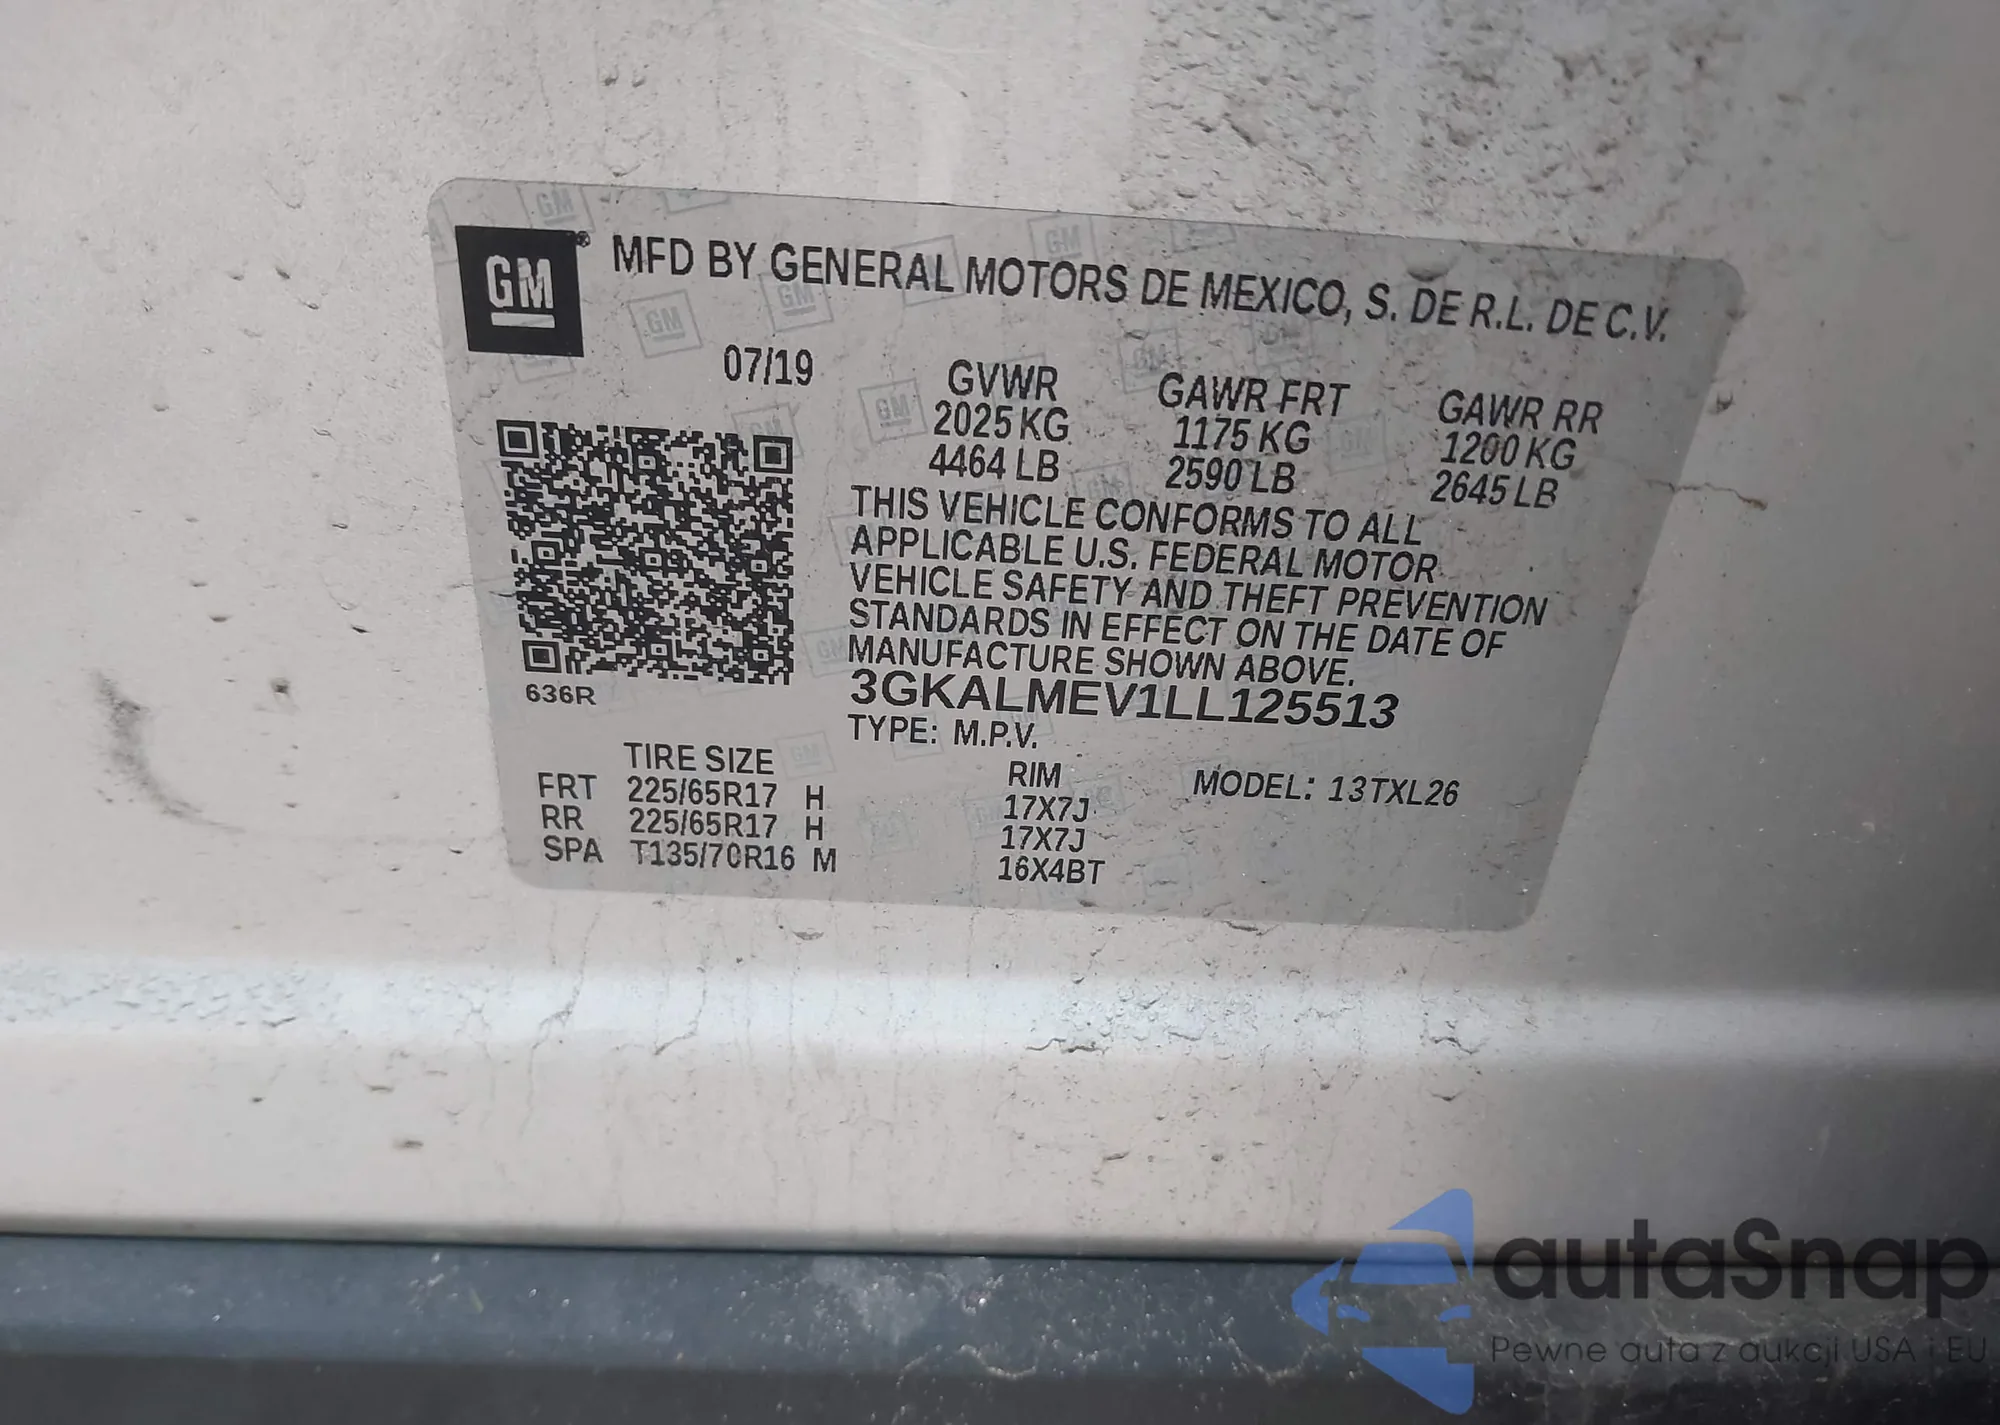 GM ® MFD BY GENERAL MOTORS DE MEXICO, S. DE R.L. DE C.V.
07/19
GVWR GAWR FRT GAWR RR
2025 KG 1175 KG 1200 KG
4464 LB 2590 LB 2645 LB
THIS VEHICLE CONFORMS TO ALL
APPLICABLE U.S. FEDERAL MOTOR
VEHICLE SAFETY AND THEFT PREVENTION
STANDARDS IN EFFECT ON THE DATE OF
MANUFACTURE SHOWN ABOVE.
3GKALMEV1LL125513
TYPE: M.P.V.
636R
TIRE SIZE RIM MODEL: 13TXL26
FRT 225/65R17 H 17X7J
RR 225/65R17 H 17X7J
SPA T135/70R16 M 16X4BT
autaSnap
Pewne auta z aukcji USA i EU